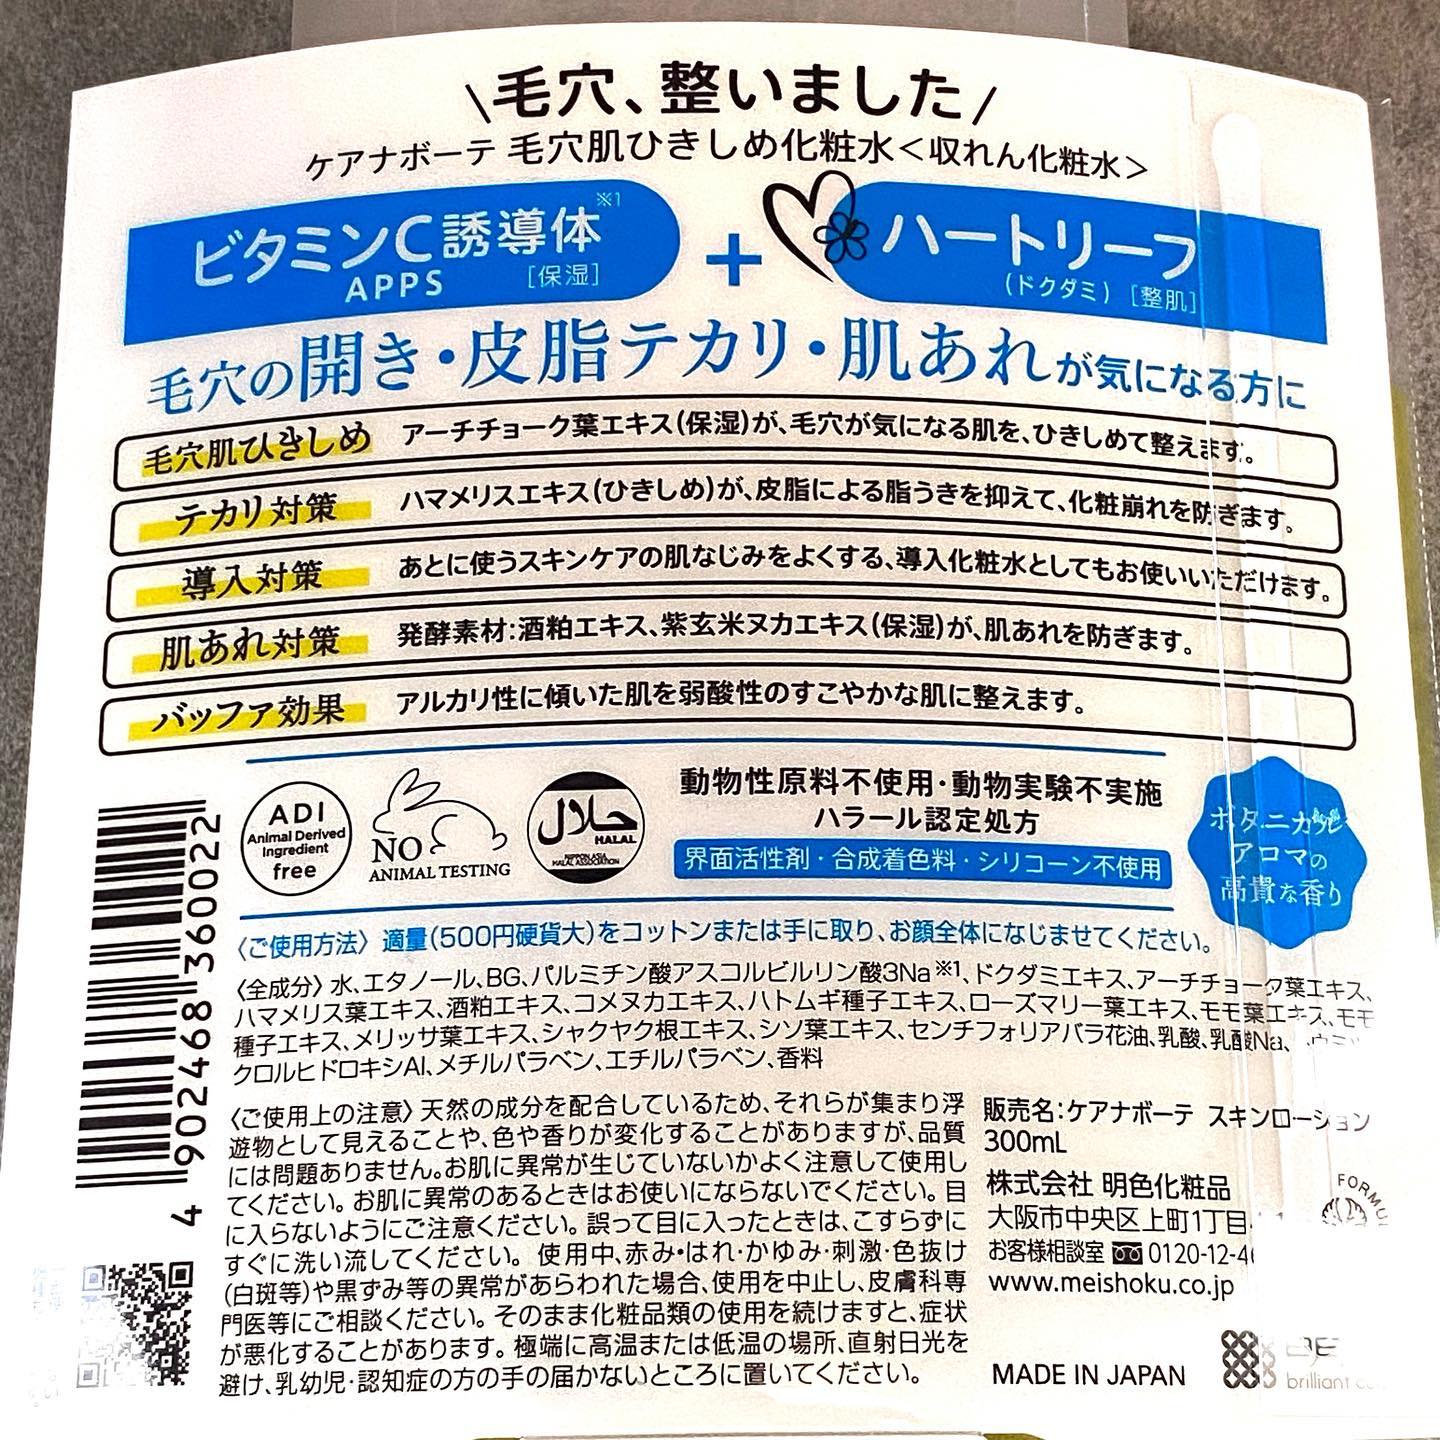 \毛穴、整いました/
ケアナボーテ 毛穴肌ひきしめ化粧水<収れん化粧水>
ビタミンC誘導体※1
APPS [保湿]
+
ハートリーフ
(ドクダミ) [整肌]
毛穴の開き・皮脂テカリ・肌あれが気になる方に
毛穴肌ひきしめ アーチチョーク葉エキス(保湿)が、毛穴が気になる肌を、ひきしめて整えます。
テカリ対策 ハマメリスエキス(ひきしめ)が、皮脂による脂うきを抑えて、化粧崩れを防ぎます。
導入対策 あとに使うスキンケアの肌なじみをよくする、導入化粧水としてもお使いいただけます。
肌あれ対策 発酵素材:酒粕エキス、紫玄米ヌカエキス(保湿)が、肌あれを防ぎます。
バッファ効果 アルカリ性に傾いた肌を弱酸性のすこやかな肌に整えます。
ADI
Animal Derived
Ingredient
free
NO
ANIMAL TESTING
حلال
HALAL
動物性原料不使用・動物実験不実施
ハラール認定処方
界面活性剤・合成着色料・シリコーン不使用
ボタニカル
アロマの
高貴な香り
〈ご使用方法〉適量(500円硬貨大)をコットンまたは手に取り、お顔全体になじませてください。
〈全成分〉水、エタノール、BG、パルミチン酸アスコルビルリン酸3Na※1、ドクダミエキス、アーチチョーク葉エキス、
ハマメリス葉エキス、酒粕エキス、コメヌカエキス、ハトムギ種子エキス、ローズマリー葉エキス、モモ葉エキス、モモ
種子エキス、メリッサ葉エキス、シャクヤク根エキス、シソ葉エキス、センチフォリアバラ花油、乳酸、乳酸Na、
クロルヒドロキシAl、メチルパラベン、エチルパラベン、香料
〈ご使用上の注意〉天然の成分を配合しているため、それらが集まり浮
遊物として見えることや、色や香りが変化することがありますが、品質
には問題ありません。お肌に異常が生じていないかよく注意して使用し
てください。お肌に異常のあるときはお使いにならないでください。目
に入らないようにご注意ください。誤って目に入ったときは、こすらずに
すぐに洗い流してください。使用中、赤み・はれ・かゆみ・刺激・色抜け
(白斑等)や黒ずみ等の異常があらわれた場合、使用を中止し、皮膚科専
門医等にご相談ください。そのまま化粧品類の使用を続けますと、症状
が悪化することがあります。極端に高温または低温の場所、直射日光を
避け、乳幼児・認知症の方の手の届かないところに置いてください。
販売名:ケアナボーテ スキンローション
300mL
株式会社 明色化粧品
大阪市中央区上町1丁目
お客様相談室 0120-12-4
www.meishoku.co.jp
MADE IN JAPAN
brilliant
4 902468 360022